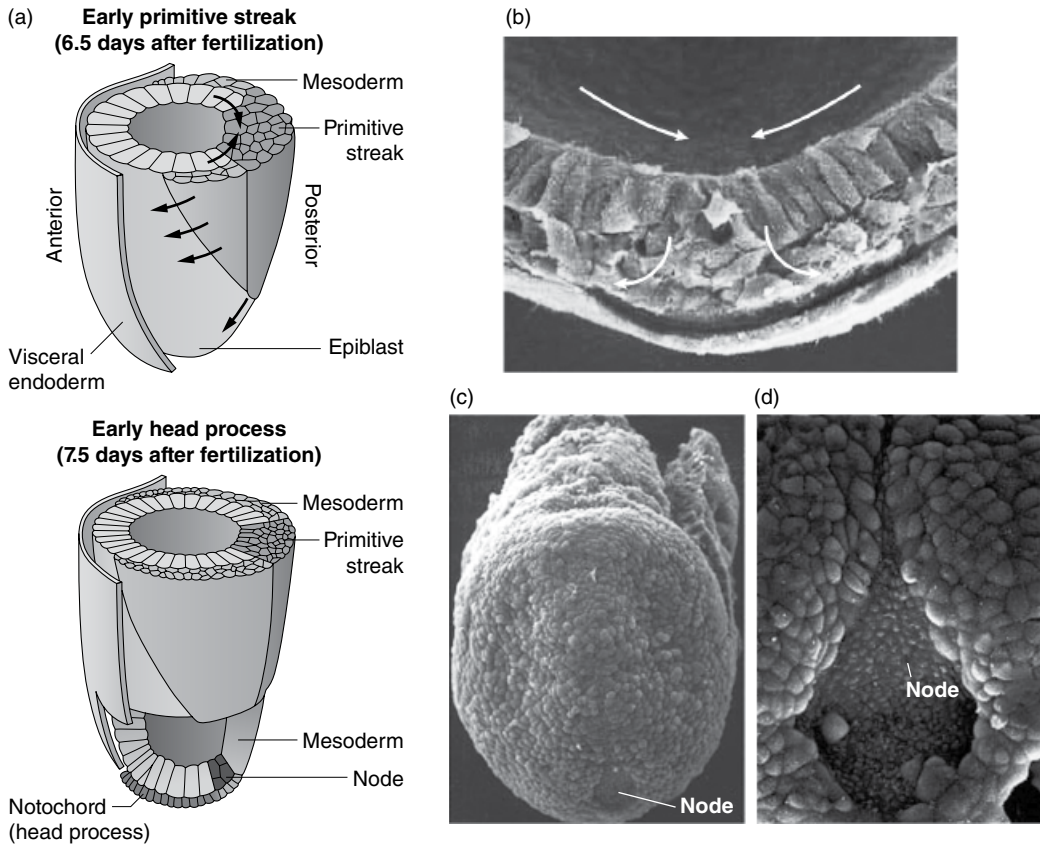 (a)
Early primitive streak
(6.5 days after fertilization)
Mesoderm
Primitive
streak
Anterior
Posterior
Visceral
endoderm
Epiblast
Early head process
(7.5 days after fertilization)
Mesoderm
Primitive
streak
Mesoderm
Node
Notochord
(head process)
(b)
(c)
Node
(d)
Node